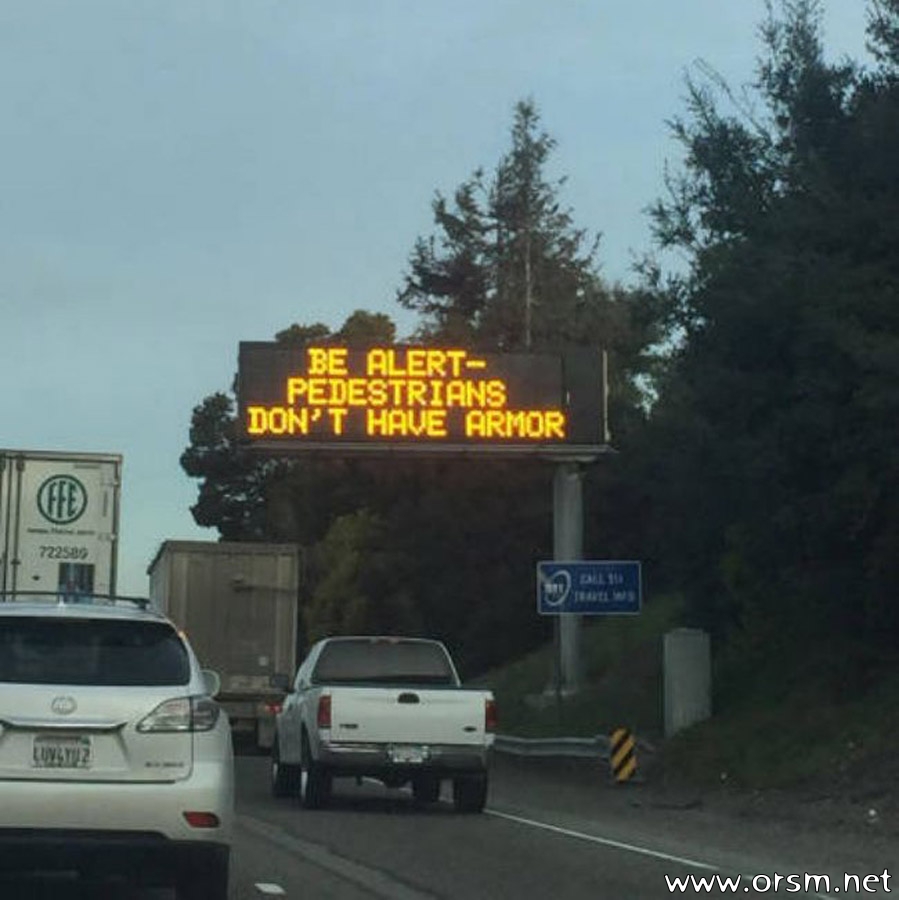 BE ALERT-
PEDESTRIANS
DON'T HAVE ARMOR
FFE
722589
CALL 511
TRAVEL INFO
www.orsm.net